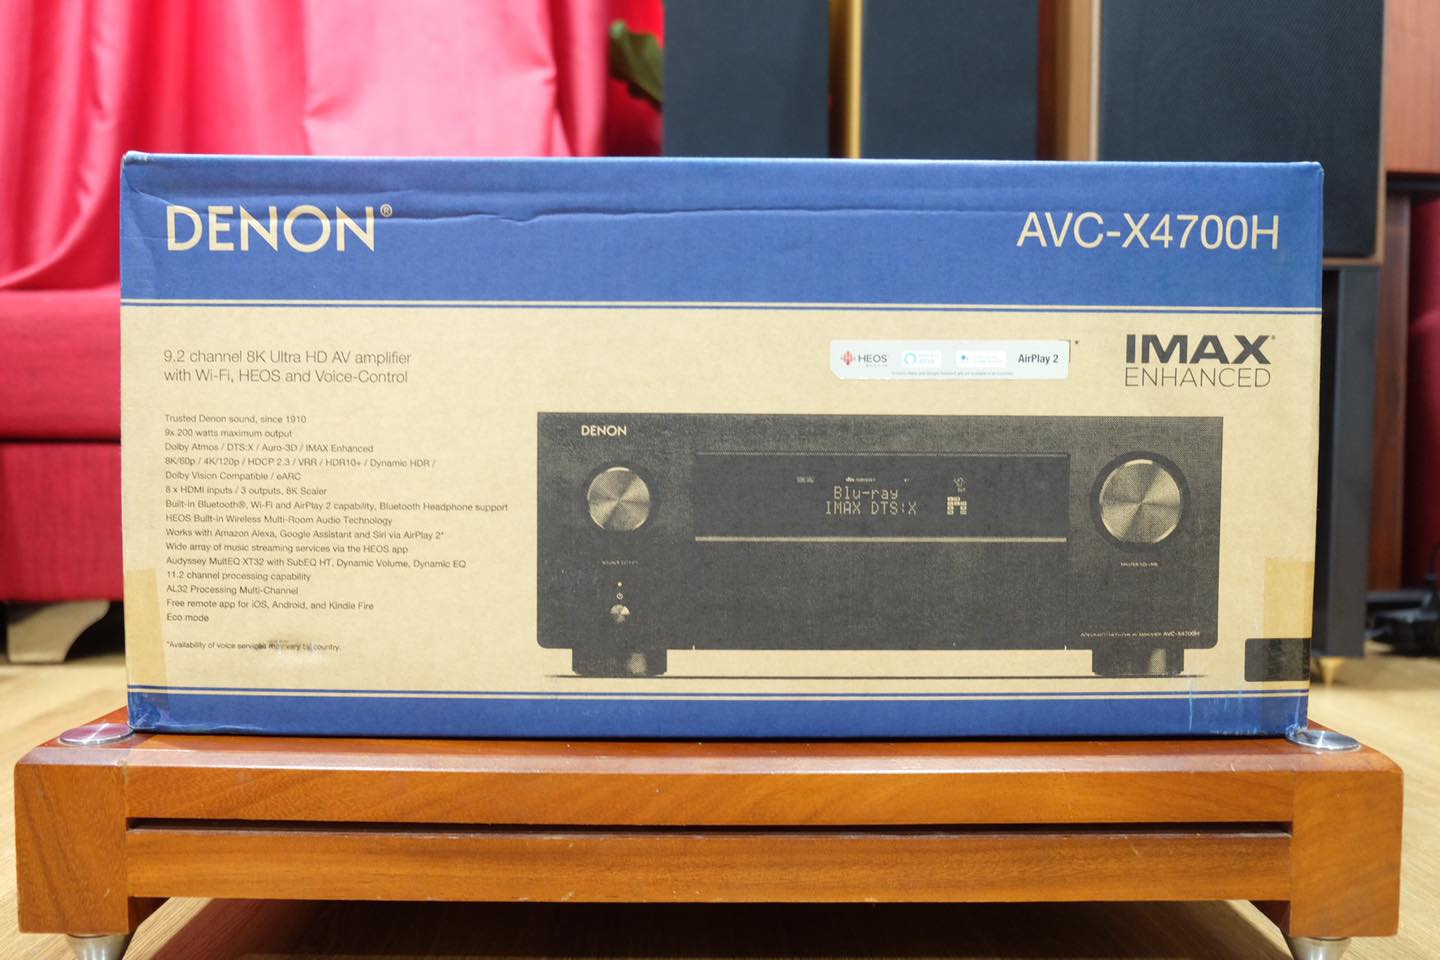 DENON®
AVC-X4700H
9.2 channel 8K Ultra HD AV amplifier
with Wi-Fi, HEOS and Voice-Control
HEOS
AirPlay 2
*
IMAX®
ENHANCED
Trusted Denon sound, since 1910
9x 200 watts maximum output
Dolby Atmos / DTS:X / Auro-3D / IMAX Enhanced
8K/60p / 4K/120p / HDCP 2.3 / VRR / HDR10+ / Dynamic HDR /
Dolby Vision Compatible / eARC
8 x HDMI inputs / 3 outputs, 8K Scaler
Built-in Bluetooth®, Wi-Fi and AirPlay 2 capability, Bluetooth Headphone support
HEOS Built-in Wireless Multi-Room Audio Technology
Works with Amazon Alexa, Google Assistant and Siri via AirPlay 2*
Wide array of music streaming services via the HEOS app
Audyssey MultEQ XT32 with SubEQ HT, Dynamic Volume, Dynamic EQ
11.2 channel processing capability
AL32 Processing Multi-Channel
Free remote app for iOS, Android, and Kindle Fire
Eco mode
*Availability of voice services may vary by country.
DENON
Blu-ray
IMAX DTS:X
MASTER VOLUME
AVC-X4700H